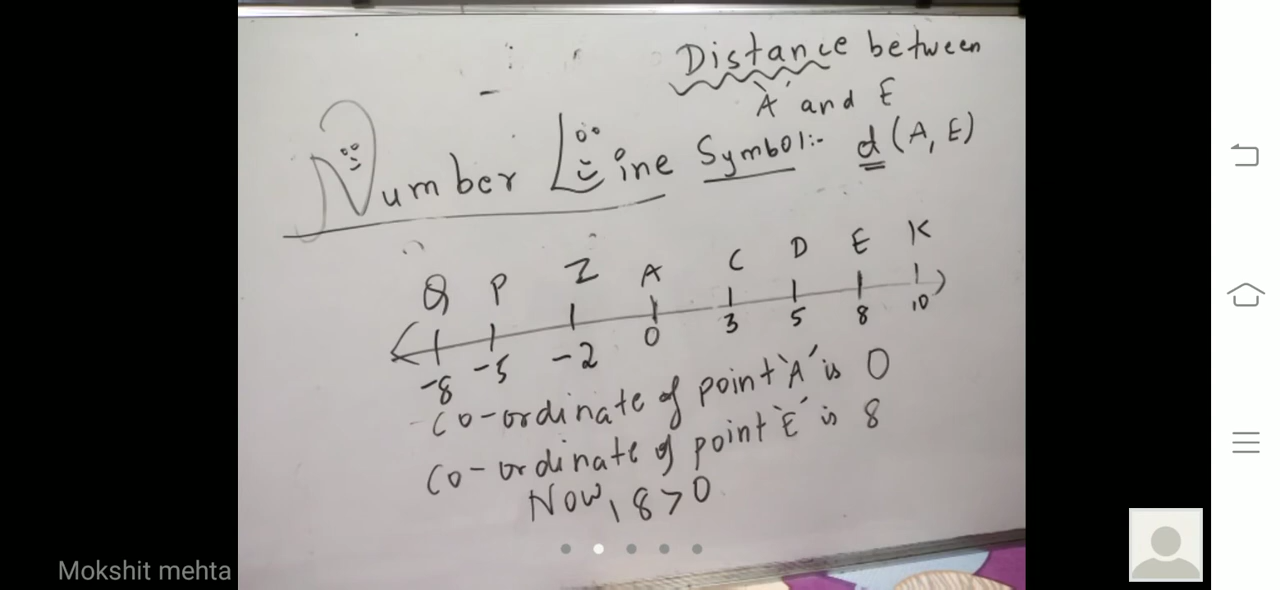 Distance between
'A' and E
Number Line Symbol:- d (A, E)
Q P Z A C D E K
-8 -5 -2 0 3 5 8 10
Co-ordinate of point 'A' is 0
Co-ordinate of point 'E' is 8
Now, 8 > 0
Mokshit mehta